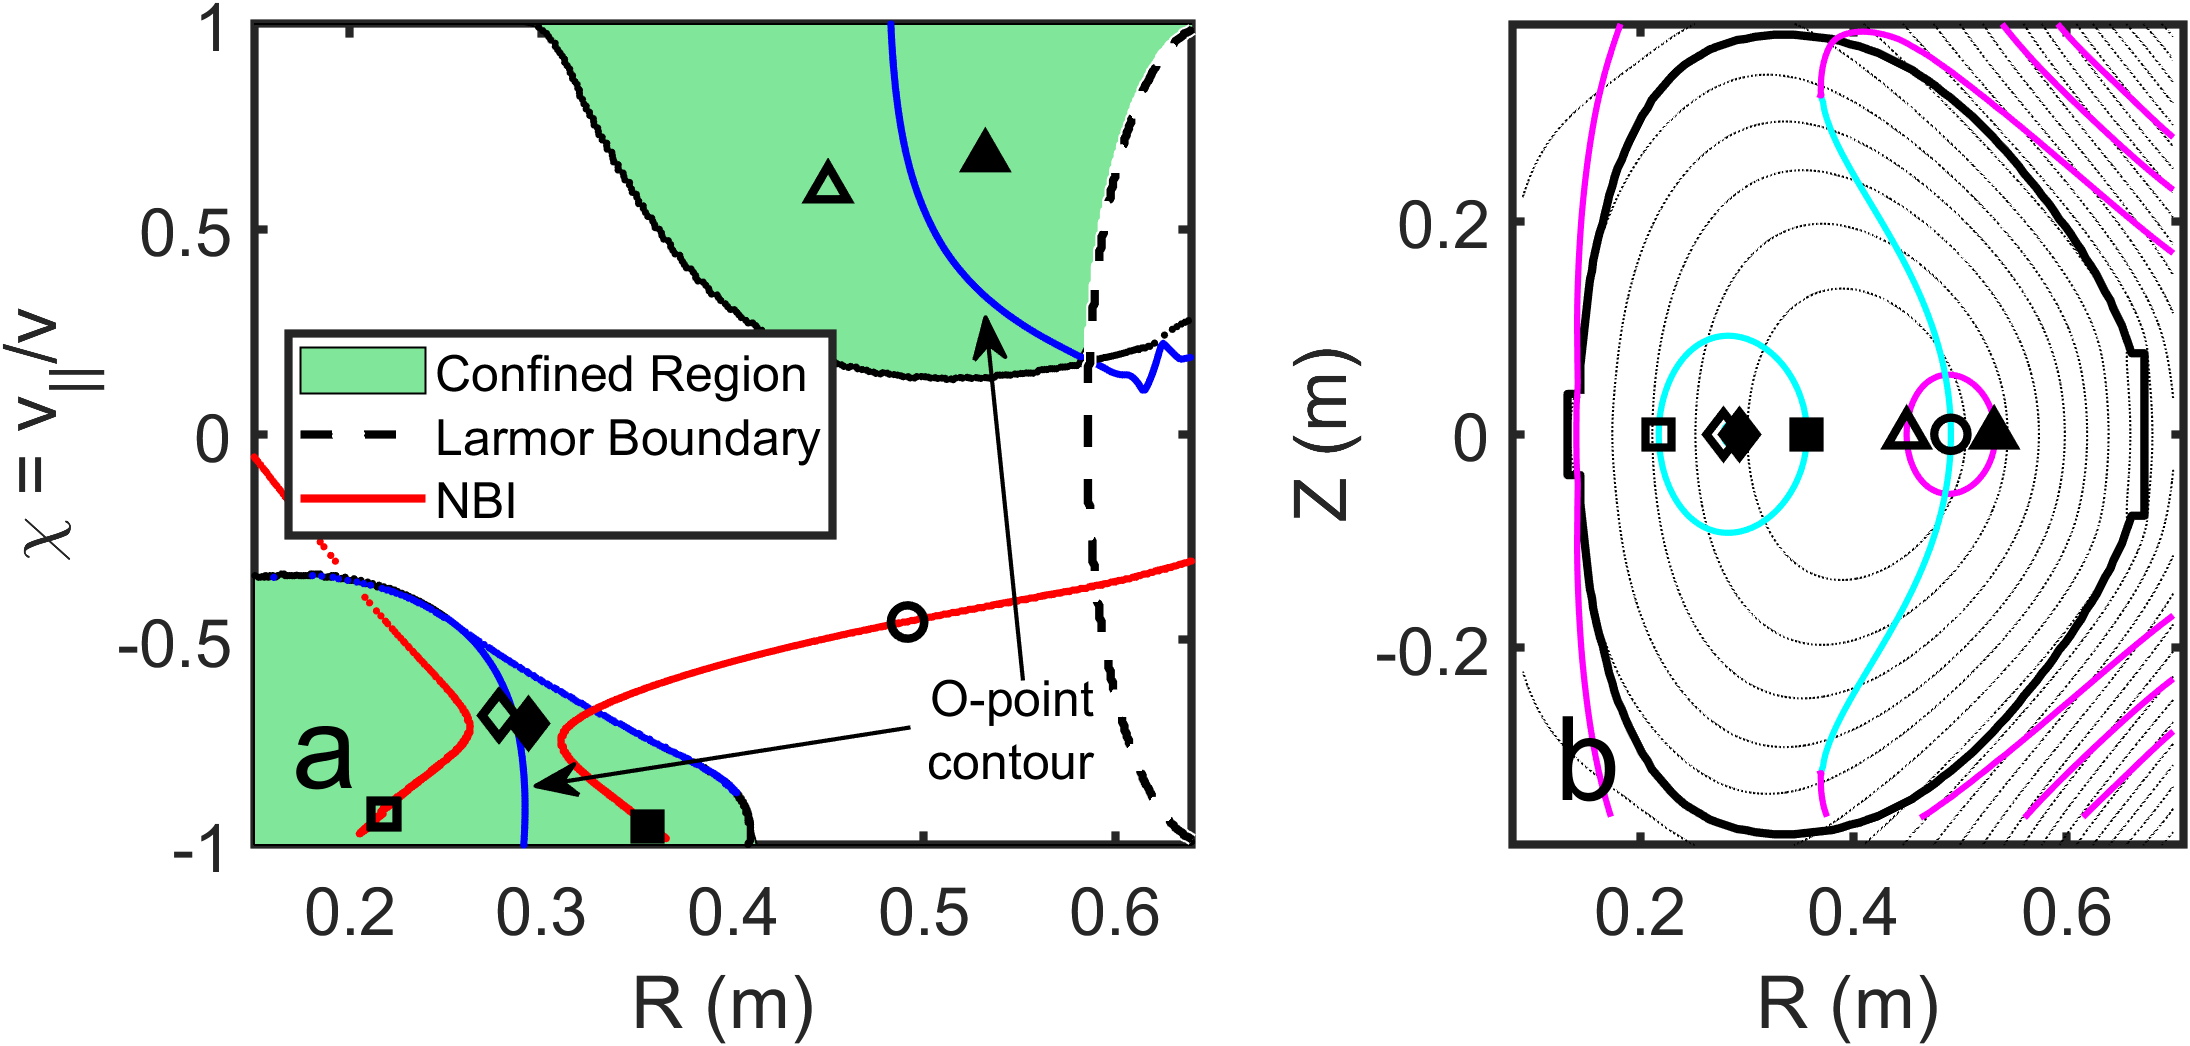 1
0.5
0
-0.5
-1
χ = v||/v
Confined Region
Larmor Boundary
NBI
O-point
contour
a
0.2 0.3 0.4 0.5 0.6
R (m)
0.2
0
-0.2
Z (m)
b
0.2 0.4 0.6
R (m)